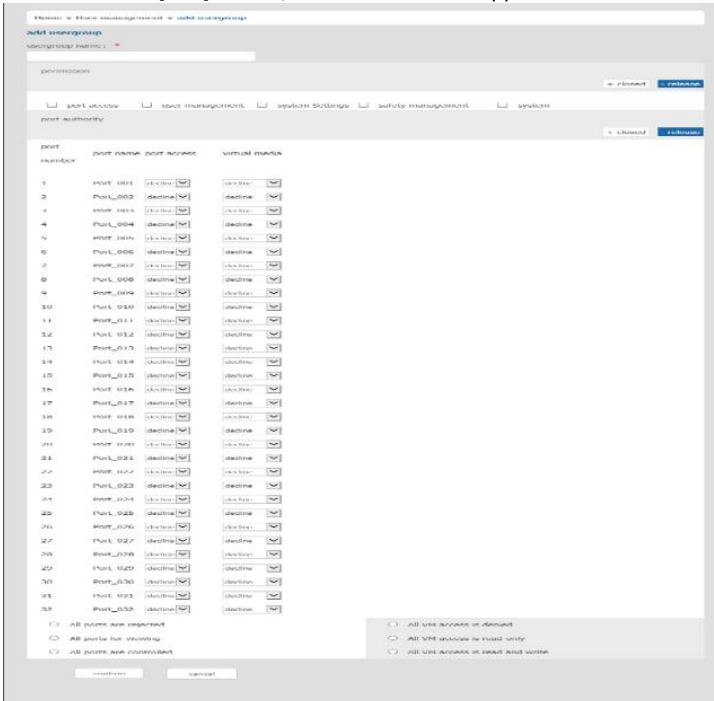 Home > User management > add usergroup
add usergroup
usergroup name: *
permission
+ closed - release
port access user management system Settings safety management system
port authority
+ closed - release
port number port name port access virtual media
1 Port_001 decline decline
2 Port_002 decline decline
3 Port_003 decline decline
4 Port_004 decline decline
5 Port_005 decline decline
6 Port_006 decline decline
7 Port_007 decline decline
8 Port_008 decline decline
9 Port_009 decline decline
10 Port_010 decline decline
11 Port_011 decline decline
12 Port_012 decline decline
13 Port_013 decline decline
14 Port_014 decline decline
15 Port_015 decline decline
16 Port_016 decline decline
17 Port_017 decline decline
18 Port_018 decline decline
19 Port_019 decline decline
20 Port_020 decline decline
21 Port_021 decline decline
22 Port_022 decline decline
23 Port_023 decline decline
24 Port_024 decline decline
25 Port_025 decline decline
26 Port_026 decline decline
27 Port_027 decline decline
28 Port_028 decline decline
29 Port_029 decline decline
30 Port_030 decline decline
31 Port_031 decline decline
32 Port_032 decline decline
All ports are rejected All VM access is denied
All ports for viewing All VM access is read only
All ports are controlled All VM access is read and write
confirm cancel